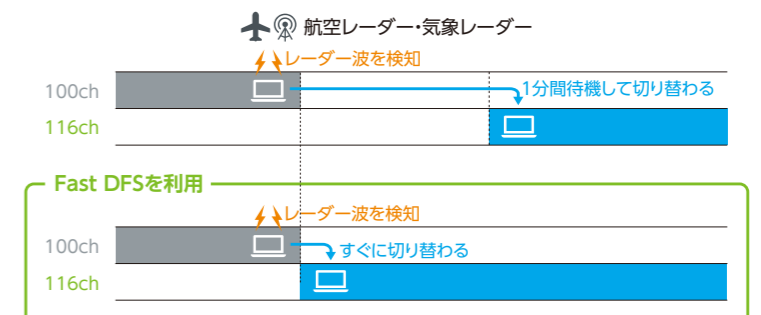 航空レーダー・気象レーダー
レーダー波を検知
100ch
1分間待機して切り替わる
116ch
Fast DFSを利用
レーダー波を検知
100ch
すぐに切り替わる
116ch